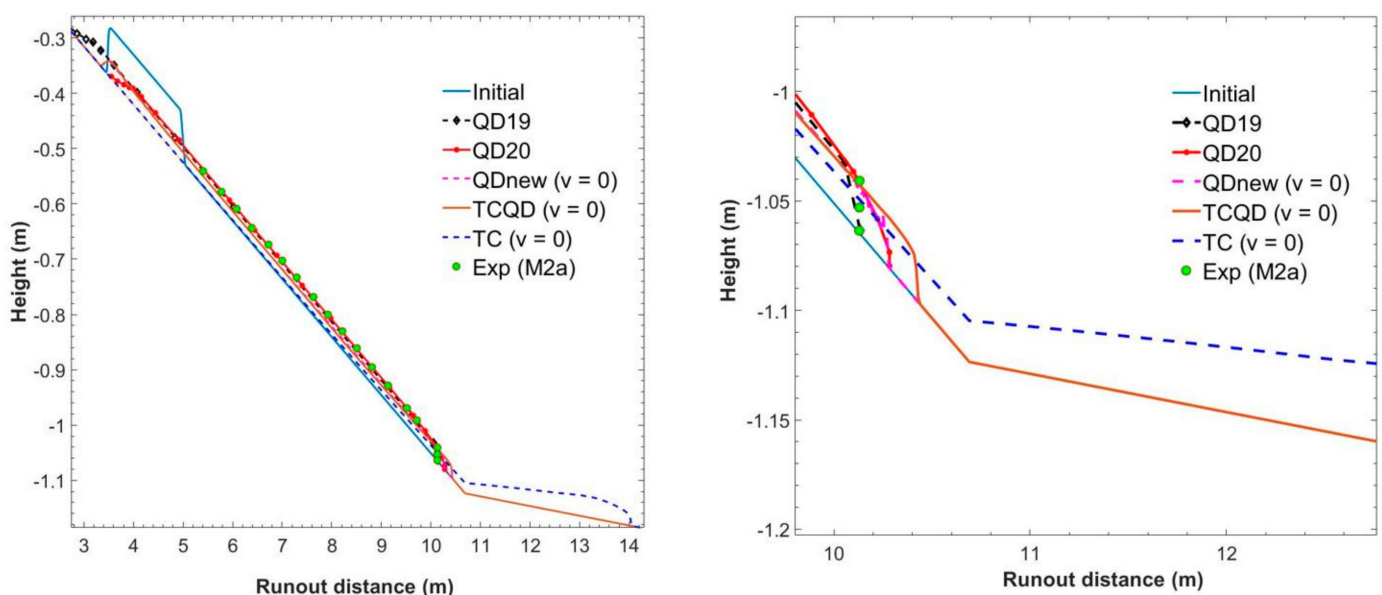 -0.3
-0.4
-0.5
-0.6
-0.7
-0.8
-0.9
-1
-1.1
Height (m)
Initial
QD19
QD20
QDnew (v = 0)
TCQD (v = 0)
TC (v = 0)
Exp (M2a)
3 4 5 6 7 8 9 10 11 12 13 14
Runout distance (m)
-1
-1.05
-1.1
-1.15
-1.2
Height (m)
Initial
QD19
QD20
QDnew (v = 0)
TCQD (v = 0)
TC (v = 0)
Exp (M2a)
10 11 12
Runout distance (m)